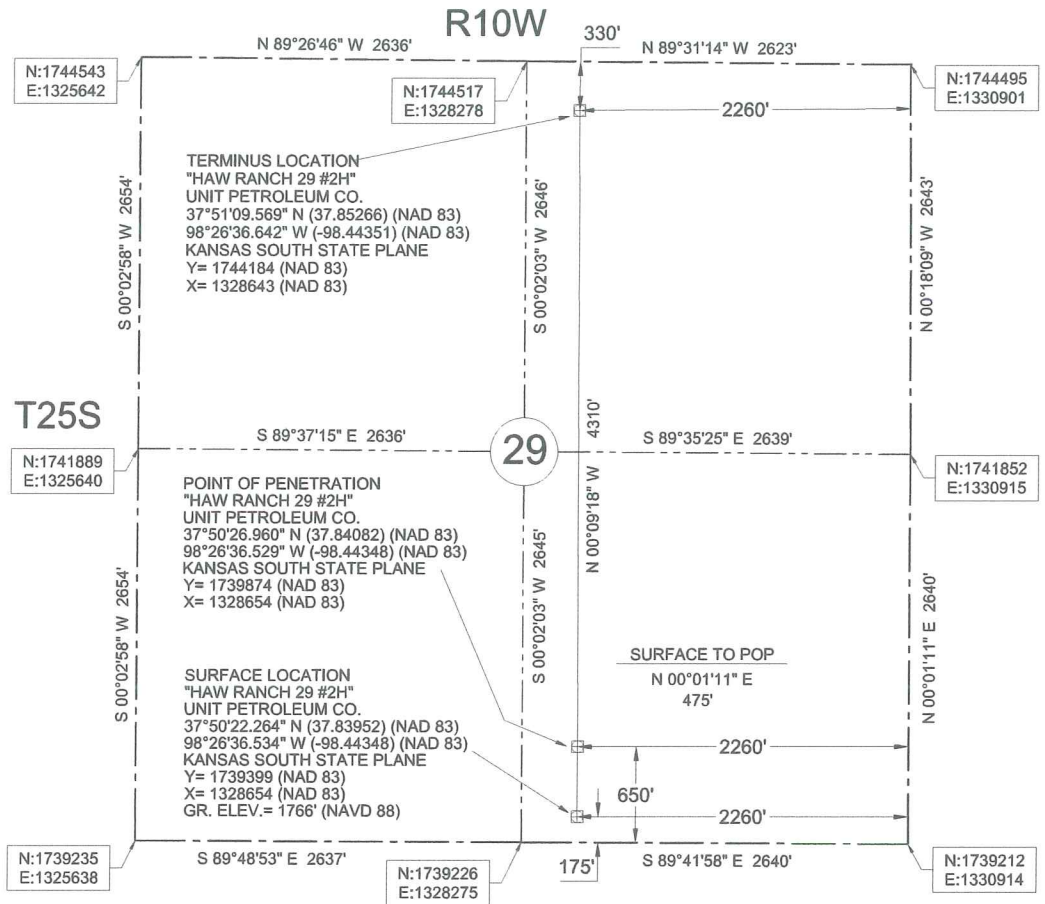 R10W
N 89°26'46" W 2636'
330'
N 89°31'14" W 2623'
N:1744543
E:1325642
N:1744517
E:1328278
N:1744495
E:1330901
2260'
TERMINUS LOCATION
"HAW RANCH 29 #2H"
UNIT PETROLEUM CO.
37°51'09.569" N (37.85266) (NAD 83)
98°26'36.642" W (-98.44351) (NAD 83)
KANSAS SOUTH STATE PLANE
Y= 1744184 (NAD 83)
X= 1328643 (NAD 83)
S 00°02'58" W 2654'
S 00°02'03" W 2646'
N 00°18'09" W 2643'
T25S
S 89°37'15" E 2636'
29
4310'
N 00°09'18" W
S 89°35'25" E 2639'
N:1741889
E:1325640
N:1741852
E:1330915
POINT OF PENETRATION
"HAW RANCH 29 #2H"
UNIT PETROLEUM CO.
37°50'26.960" N (37.84082) (NAD 83)
98°26'36.529" W (-98.44348) (NAD 83)
KANSAS SOUTH STATE PLANE
Y= 1739874 (NAD 83)
X= 1328654 (NAD 83)
S 00°02'58" W 2654'
S 00°02'03" W 2645'
N 00°01'11" E 2640'
SURFACE TO POP
N 00°01'11" E
475'
SURFACE LOCATION
"HAW RANCH 29 #2H"
UNIT PETROLEUM CO.
37°50'22.264" N (37.83952) (NAD 83)
98°26'36.534" W (-98.44348) (NAD 83)
KANSAS SOUTH STATE PLANE
Y= 1739399 (NAD 83)
X= 1328654 (NAD 83)
GR. ELEV.= 1766' (NAVD 88)
2260'
650'
2260'
N:1739235
E:1325638
S 89°48'53" E 2637'
N:1739226
E:1328275
175'
S 89°41'58" E 2640'
N:1739212
E:1330914